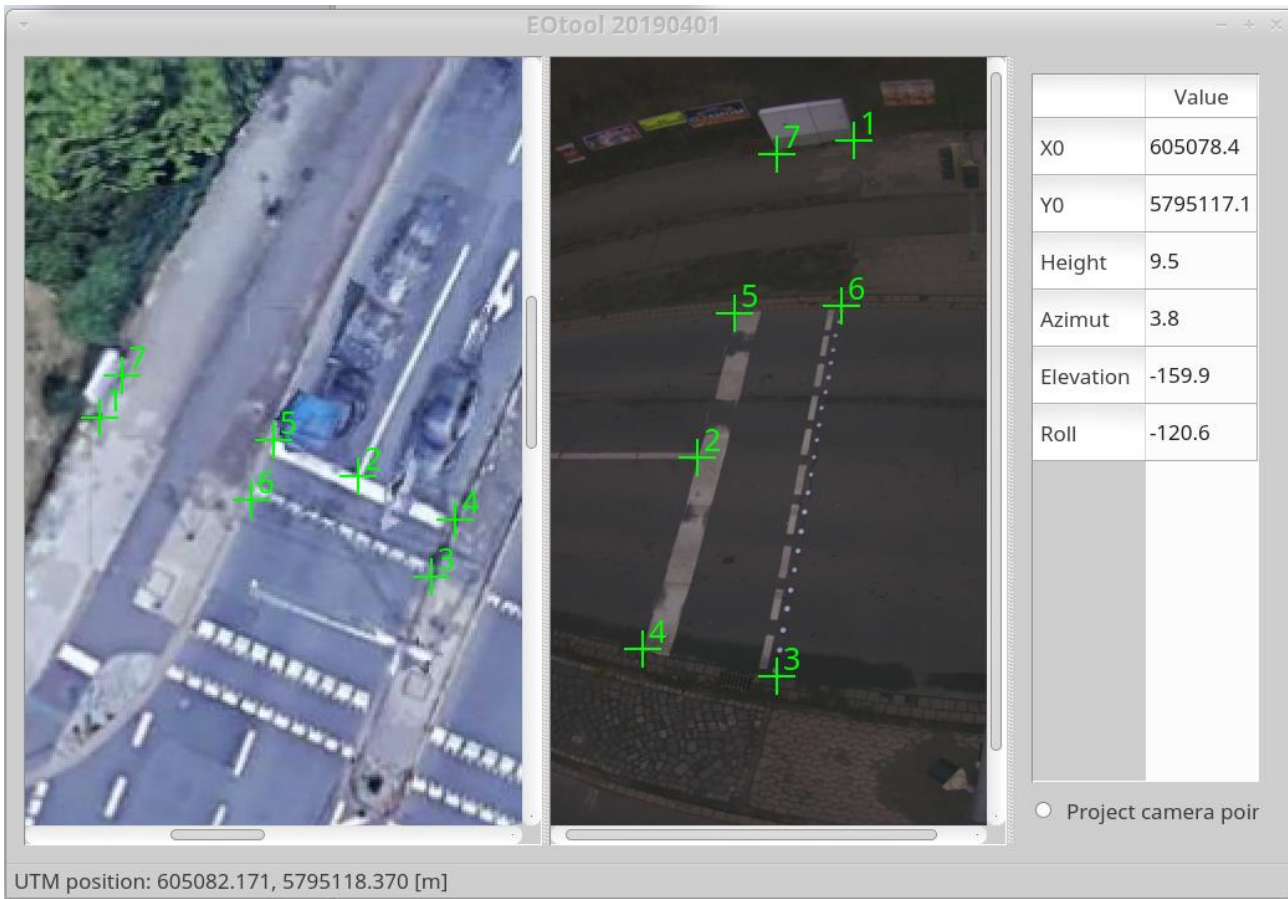 EOtool 20190401
7
1
5
2
6
4
3
7
1
5
6
2
4
3
Value
X0 605078.4
Y0 5795117.1
Height 9.5
Azimut 3.8
Elevation -159.9
Roll -120.6
Project camera poir
UTM position: 605082.171, 5795118.370 [m]